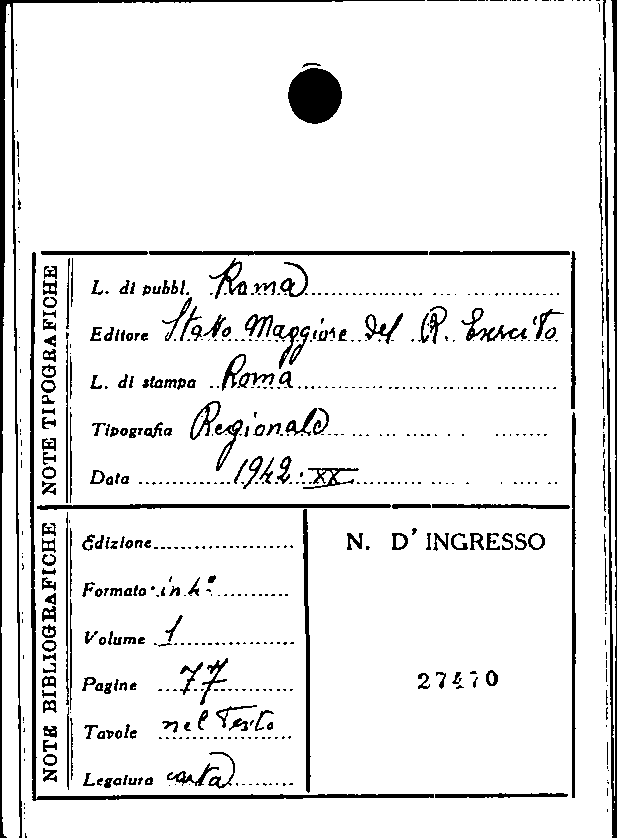 NOTE TIPOGRAFICHE
L. di pubbl. Roma
Editore Stato Maggiore del R. Esercito
L. di stampa Roma
Tipografia Regionale
Data 1942.XX
NOTE BIBLIOGRAFICHE
Edizione
Formato in 4°
Volume 1
Pagine 77
Tavole nel Testo
Legatura carta
N. D'INGRESSO
27470